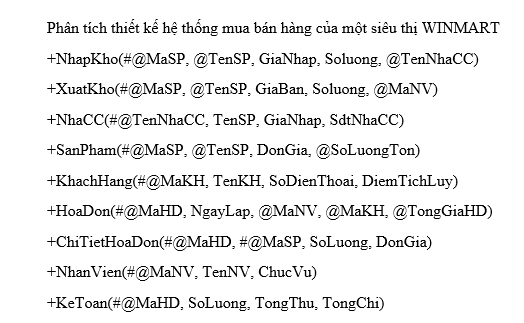 Phân tích thiết kế hệ thống mua bán hàng của một siêu thị WINMART
+NhapKho(#@MaSP, @TenSP, GiaNhap, Soluong, @TenNhaCC)
+XuatKho(#@MaSP, @TenSP, GiaBan, Soluong, @MaNV)
+NhaCC(#@TenNhaCC, TenSP, GiaNhap, SdtNhaCC)
+SanPham(#@MaSP, @TenSP, DonGia, @SoLuongTon)
+KhachHang(#@MaKH, TenKH, SoDienThoai, DiemTichLuy)
+HoaDon(#@MaHD, NgayLap, @MaNV, @MaKH, @TongGiaHD)
+ChiTietHoaDon(#@MaHD, #@MaSP, SoLuong, DonGia)
+NhanVien(#@MaNV, TenNV, ChucVu)
+KeToan(#@MaHD, SoLuong, TongThu, TongChi)